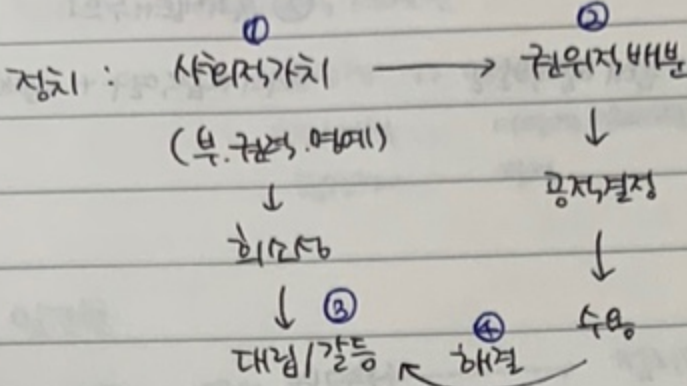 ① ②
정치 : 사회적가치 → 권위적배분
(부.권력.명예) ↓
↓ 공적결정
희소성 ↓
↓ ③ ④ 수용
대립/갈등 해결